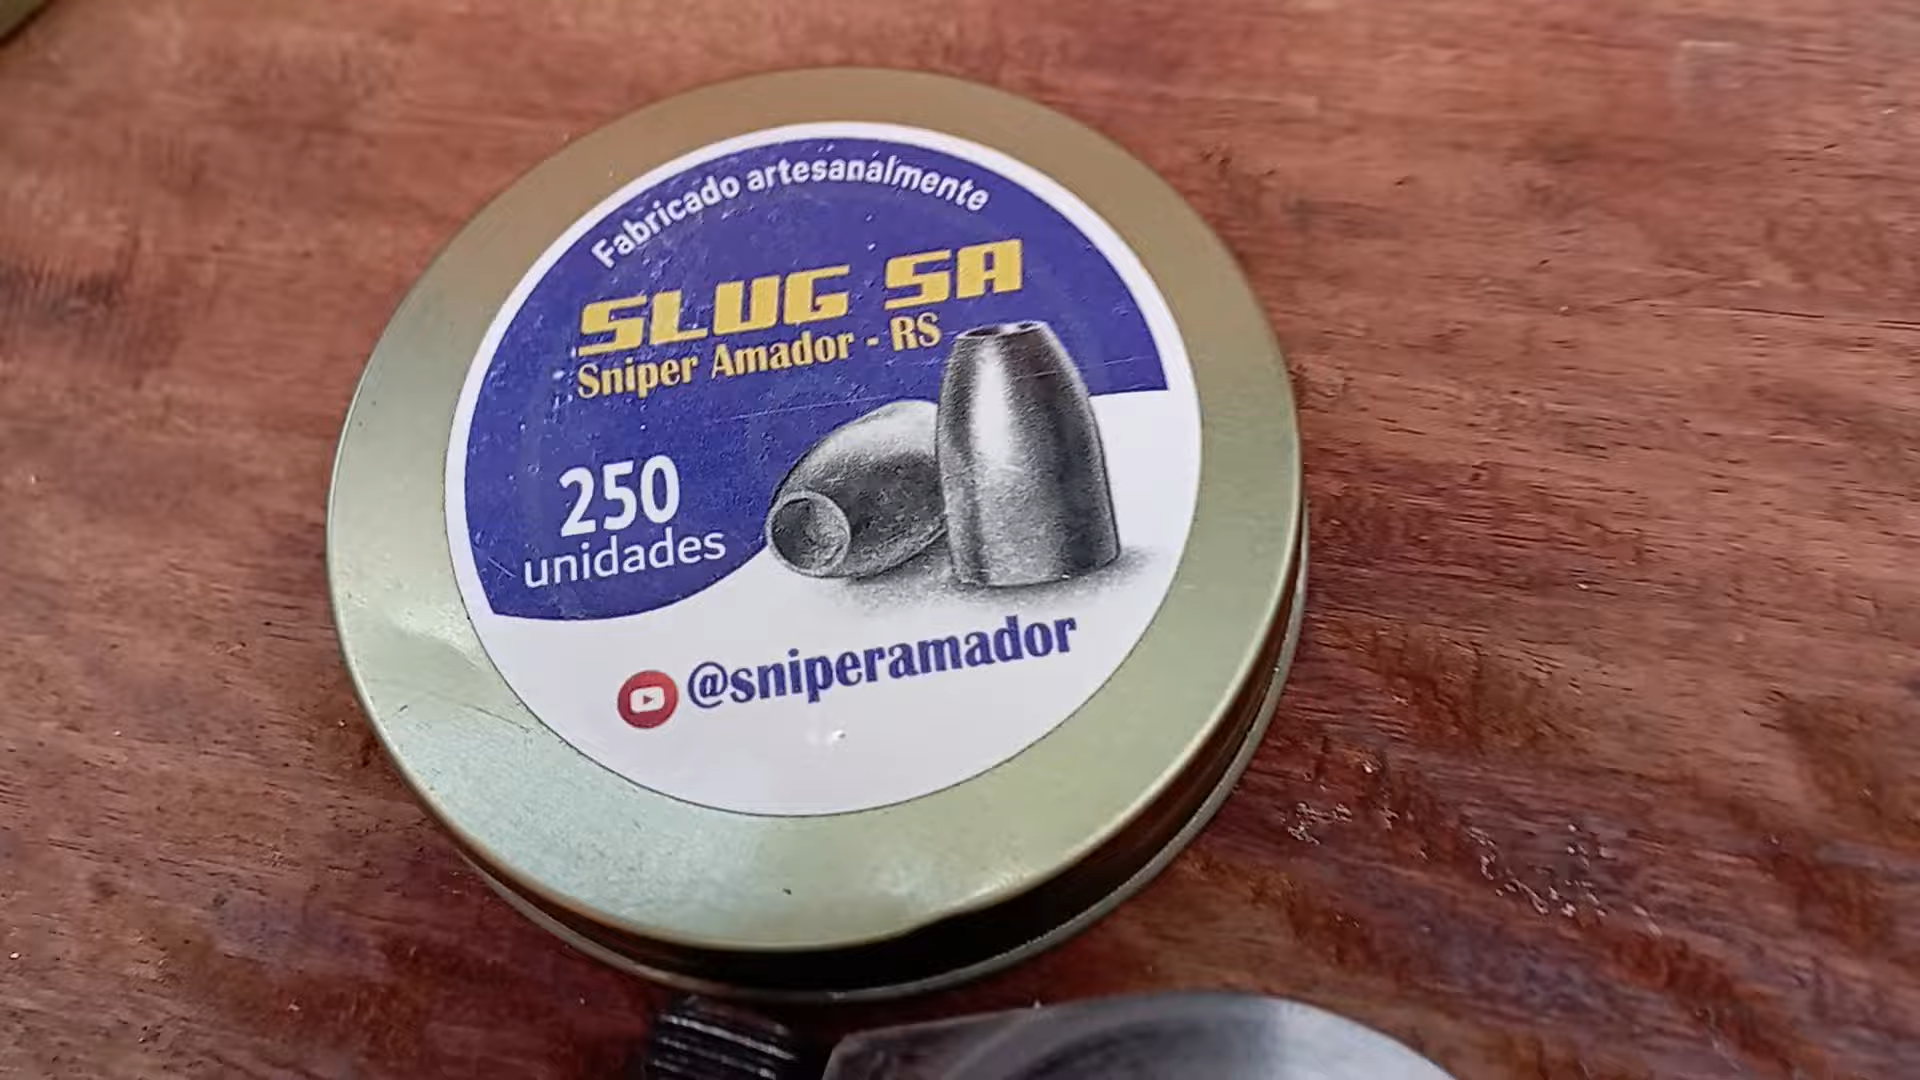 Fabricado artesanalmente
SLUG SA
Sniper Amador - RS
250
unidades
@sniperamador